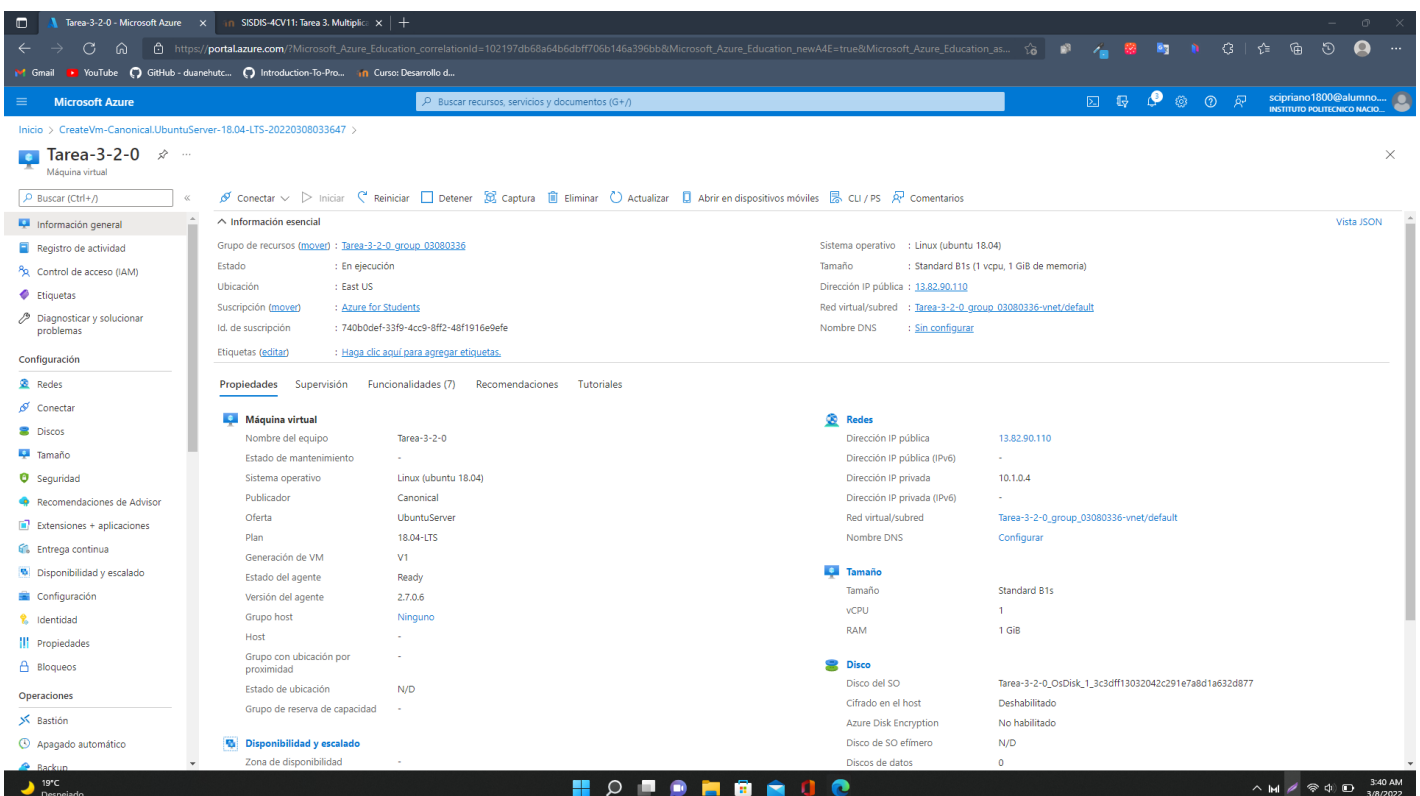 Tarea-3-2-0 - Microsoft Azure
SISDIS-4CV11: Tarea 3. Multiplic
https://portal.azure.com/?Microsoft_Azure_Education_correlationId=102197db68a64b6dbff706b146a396bb&Microsoft_Azure_Education_newA4E=true&Microsoft_Azure_Education_as...
Gmail YouTube GitHub - duanehutc... Introduction-To-Pro... Curso: Desarrollo d...
Microsoft Azure
Buscar recursos, servicios y documentos (G+/)
3
scipriano1800@alumno....
INSTITUTO POLITECNICO NACIO...
Inicio > CreateVm-Canonical.UbuntuServer-18.04-LTS-20220308033647 >
Tarea-3-2-0
Máquina virtual
Buscar (Ctrl+/)
Información general
Registro de actividad
Control de acceso (IAM)
Etiquetas
Diagnosticar y solucionar
problemas
Configuración
Redes
Conectar
Discos
Tamaño
Seguridad
Recomendaciones de Advisor
Extensiones + aplicaciones
Entrega continua
Disponibilidad y escalado
Configuración
Identidad
Propiedades
Bloqueos
Operaciones
Bastión
Apagado automático
Backup
Conectar Iniciar Reiniciar Detener Captura Eliminar Actualizar Abrir en dispositivos móviles CLI / PS Comentarios
Información esencial
Vista JSON
Grupo de recursos (mover) : Tarea-3-2-0_group_03080336
Estado : En ejecución
Ubicación : East US
Suscripción (mover) : Azure for Students
Id. de suscripción : 740b0def-33f9-4cc9-8ff2-48f1916e9efe
Etiquetas (editar) : Haga clic aquí para agregar etiquetas.
Sistema operativo : Linux (ubuntu 18.04)
Tamaño : Standard B1s (1 vcpu, 1 GiB de memoria)
Dirección IP pública : 13.82.90.110
Red virtual/subred : Tarea-3-2-0_group_03080336-vnet/default
Nombre DNS : Sin configurar
Propiedades Supervisión Funcionalidades (7) Recomendaciones Tutoriales
Máquina virtual
Nombre del equipo Tarea-3-2-0
Estado de mantenimiento -
Sistema operativo Linux (ubuntu 18.04)
Publicador Canonical
Oferta UbuntuServer
Plan 18.04-LTS
Generación de VM V1
Estado del agente Ready
Versión del agente 2.7.0.6
Grupo host Ninguno
Host -
Grupo con ubicación por -
proximidad
Estado de ubicación N/D
Grupo de reserva de capacidad -
Disponibilidad y escalado
Zona de disponibilidad -
Redes
Dirección IP pública 13.82.90.110
Dirección IP pública (IPv6) -
Dirección IP privada 10.1.0.4
Dirección IP privada (IPv6) -
Red virtual/subred Tarea-3-2-0_group_03080336-vnet/default
Nombre DNS Configurar
Tamaño
Tamaño Standard B1s
vCPU 1
RAM 1 GiB
Disco
Disco del SO Tarea-3-2-0_OsDisk_1_3c3dff13032042c291e7a8d1a632d877
Cifrado en el host Deshabilitado
Azure Disk Encryption No habilitado
Disco de SO efímero N/D
Discos de datos 0
19°C
Despejado
3:40 AM
3/8/2022